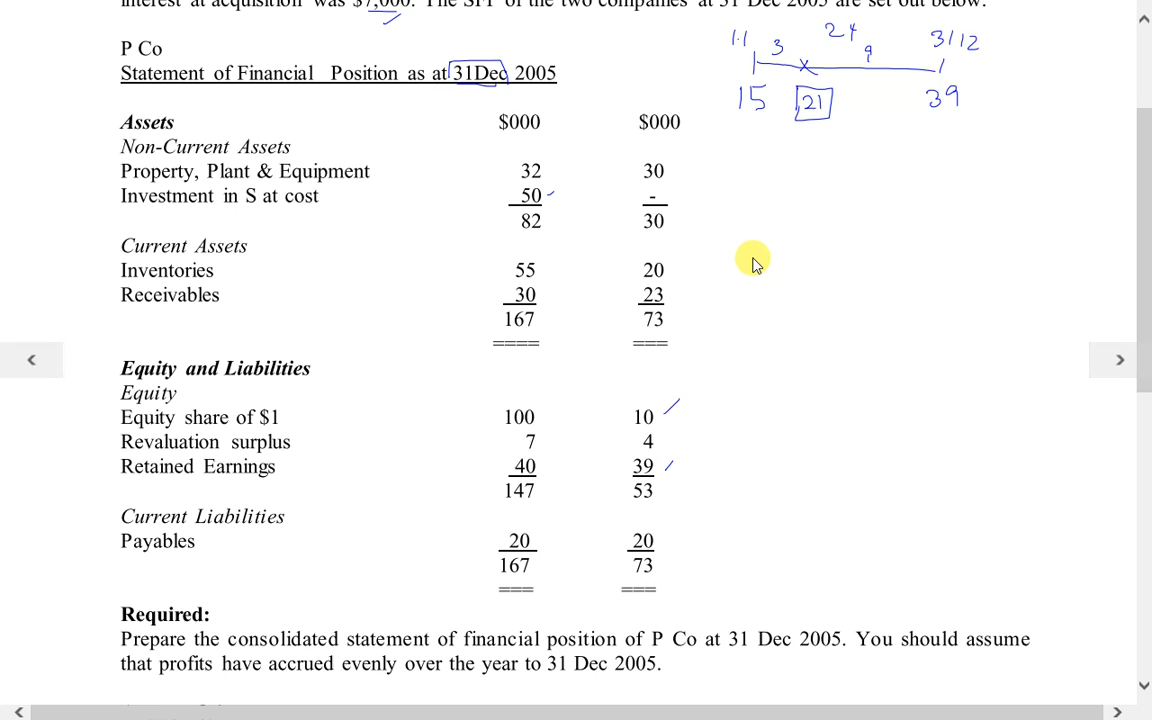 interest at acquisition was $7,000. The SFP of the two companies at 31 Dec 2005 are set out below.
P Co
Statement of Financial Position as at 31Dec 2005
1.1 3 24 9 31 12
15 21 39
Assets $000 $000
Non-Current Assets
Property, Plant & Equipment 32 30
Investment in S at cost 50 -
82 30
Current Assets
Inventories 55 20
Receivables 30 23
167 73
==== ===
Equity and Liabilities
Equity
Equity share of $1 100 10
Revaluation surplus 7 4
Retained Earnings 40 39
147 53
Current Liabilities
Payables 20 20
167 73
=== ===
Required:
Prepare the consolidated statement of financial position of P Co at 31 Dec 2005. You should assume
that profits have accrued evenly over the year to 31 Dec 2005.